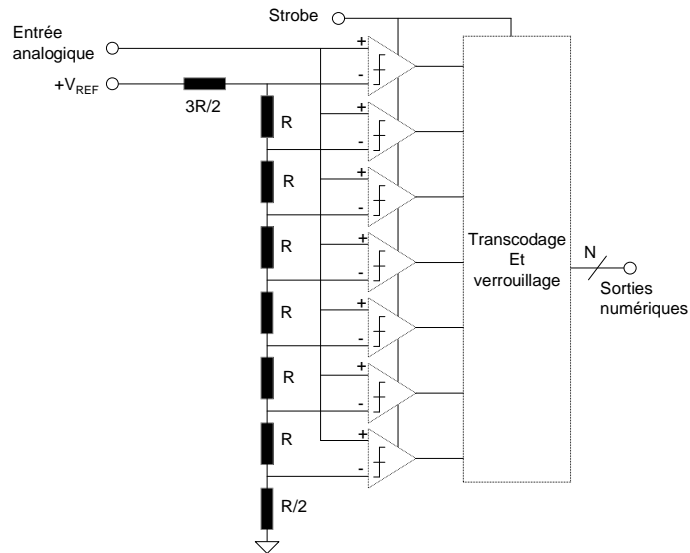 Strobe
Entrée
analogique
+VREF
3R/2
+
-
R
+
-
R
+
-
R
+
-
R
+
-
R
+
-
R
+
-
R/2
Transcodage
Et
verrouillage
N
Sorties
numériques